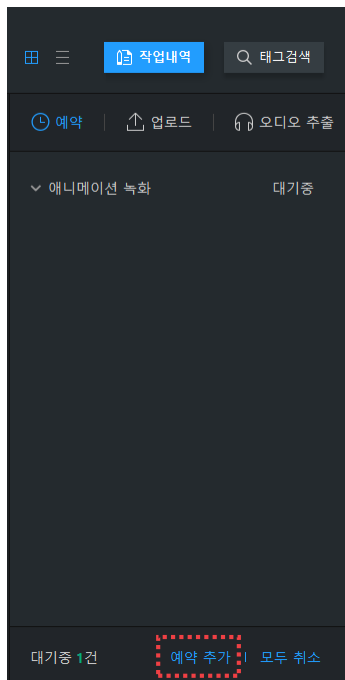 작업내역 태그검색
예약 업로드 오디오 추출
애니메이션 녹화 대기중
대기중 1건 예약 추가 모두 취소